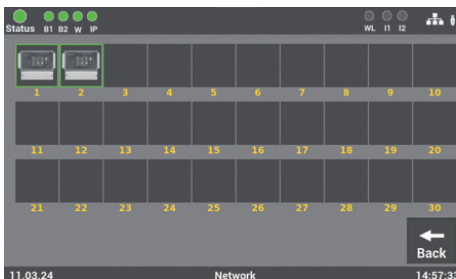 Status B1 B2 W IP WL I1 I2
1 2 3 4 5 6 7 8 9 10
11 12 13 14 15 16 17 18 19 20
21 22 23 24 25 26 27 28 29 30
Back
11.03.24 Network 14:57:33